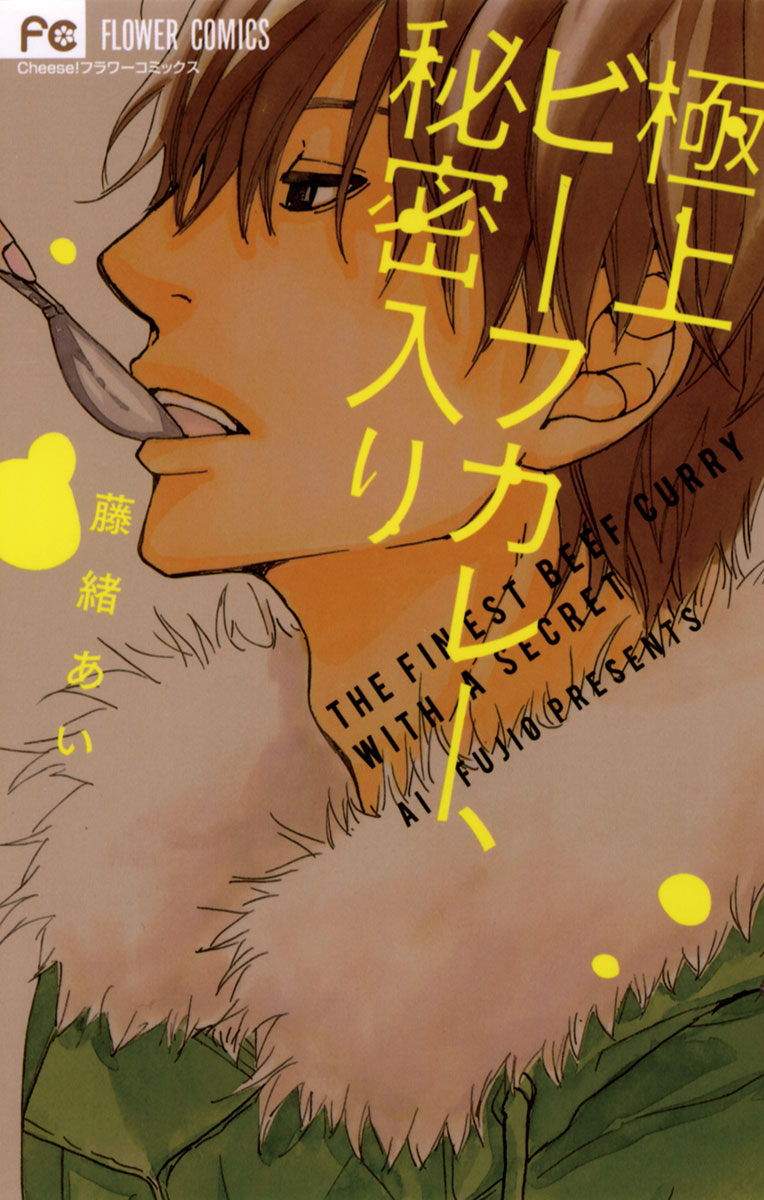 FC FLOWER COMICS
Cheese!フラワーコミックス
極上
ビーフカレー、
秘密入り
藤緒あい
THE FINEST BEEF CURRY
WITH A SECRET
AI FUJIO PRESENTS